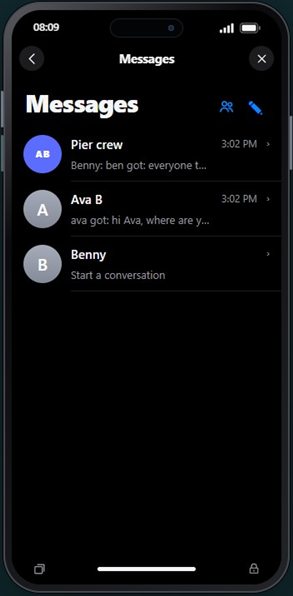 08:09
Messages
Messages
AB
Pier crew
3:02 PM
Benny: ben got: everyone t...
A
Ava B
3:02 PM
ava got: hi Ava, where are y...
B
Benny
Start a conversation